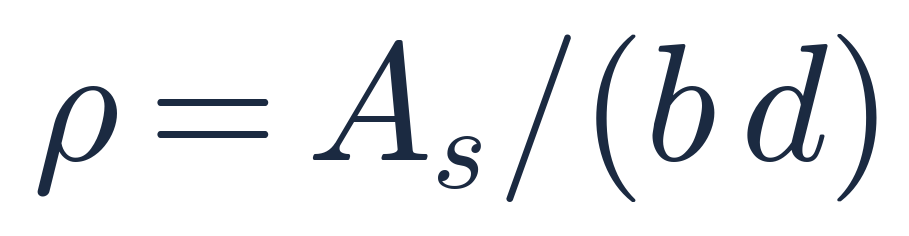 ρ = A_s/(b d)